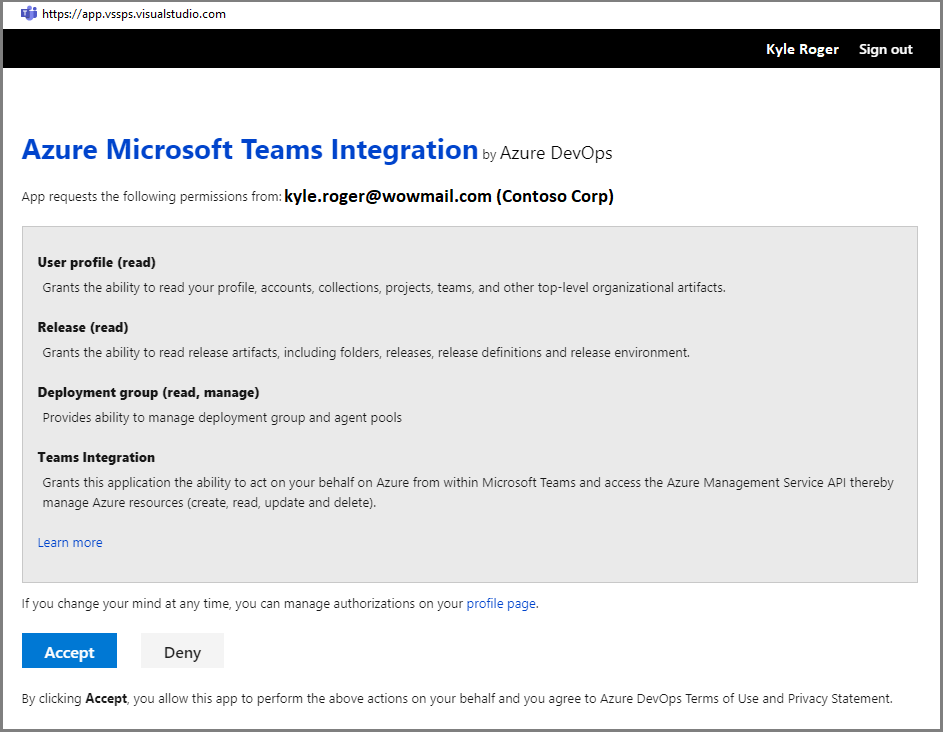 https://app.vssps.visualstudio.com
Kyle Roger Sign out
Azure Microsoft Teams Integration by Azure DevOps
App requests the following permissions from: kyle.roger@wowmail.com (Contoso Corp)
User profile (read)
Grants the ability to read your profile, accounts, collections, projects, teams, and other top-level organizational artifacts.
Release (read)
Grants the ability to read release artifacts, including folders, releases, release definitions and release environment.
Deployment group (read, manage)
Provides ability to manage deployment group and agent pools
Teams Integration
Grants this application the ability to act on your behalf on Azure from within Microsoft Teams and access the Azure Management Service API thereby
manage Azure resources (create, read, update and delete).
Learn more
If you change your mind at any time, you can manage authorizations on your profile page.
Accept Deny
By clicking Accept, you allow this app to perform the above actions on your behalf and you agree to Azure DevOps Terms of Use and Privacy Statement.